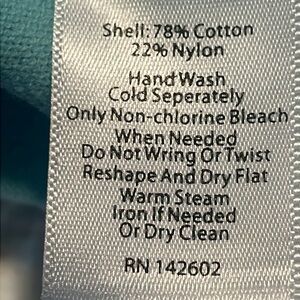 Shell: 78% Cotton
22% Nylon
Hand Wash
Cold Seperately
Only Non-chlorine Bleach
When Needed
Do Not Wring Or Twist
Reshape And Dry Flat
Warm Steam
Iron If Needed
Or Dry Clean
RN 142602